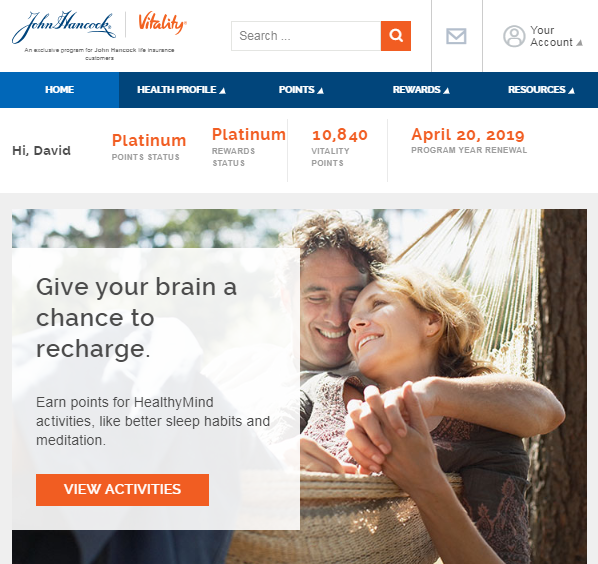 John Hancock
Vitality
An exclusive program for John Hancock life insurance
customers
Search ...
Your
Account
HOME
HEALTH PROFILE
POINTS
REWARDS
RESOURCES
Hi, David
Platinum
POINTS STATUS
Platinum
REWARDS
STATUS
10,840
VITALITY
POINTS
April 20, 2019
PROGRAM YEAR RENEWAL
Give your brain a
chance to
recharge.
Earn points for HealthyMind
activities, like better sleep habits and
meditation.
VIEW ACTIVITIES